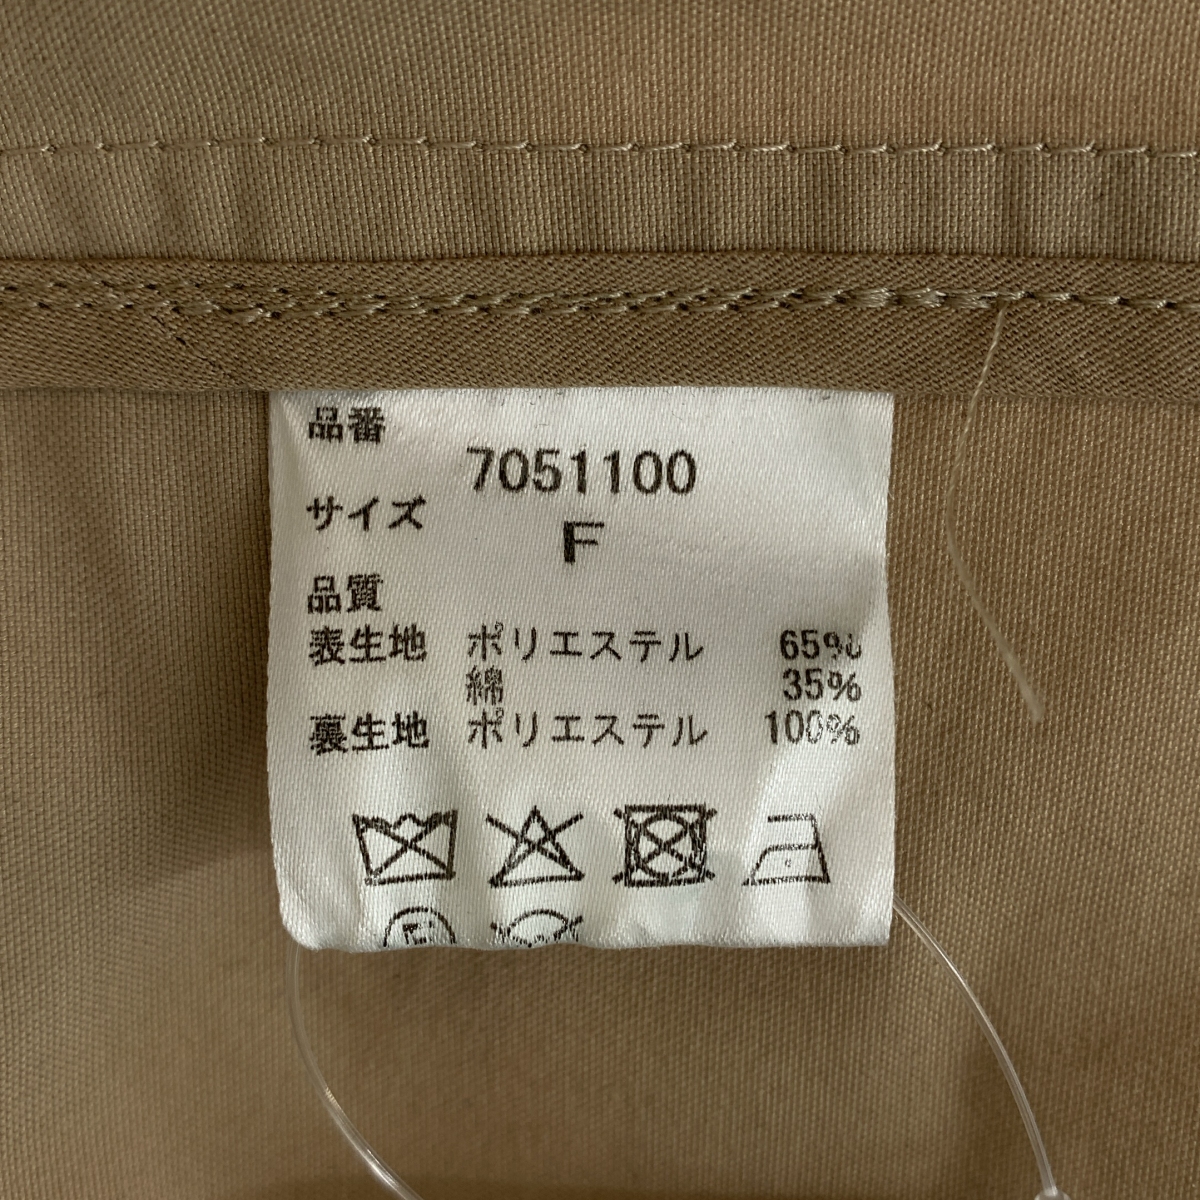 品番
7051100
サイズ
F
品質
表生地 ポリエステル 65%
綿 35%
裏生地 ポリエステル 100%